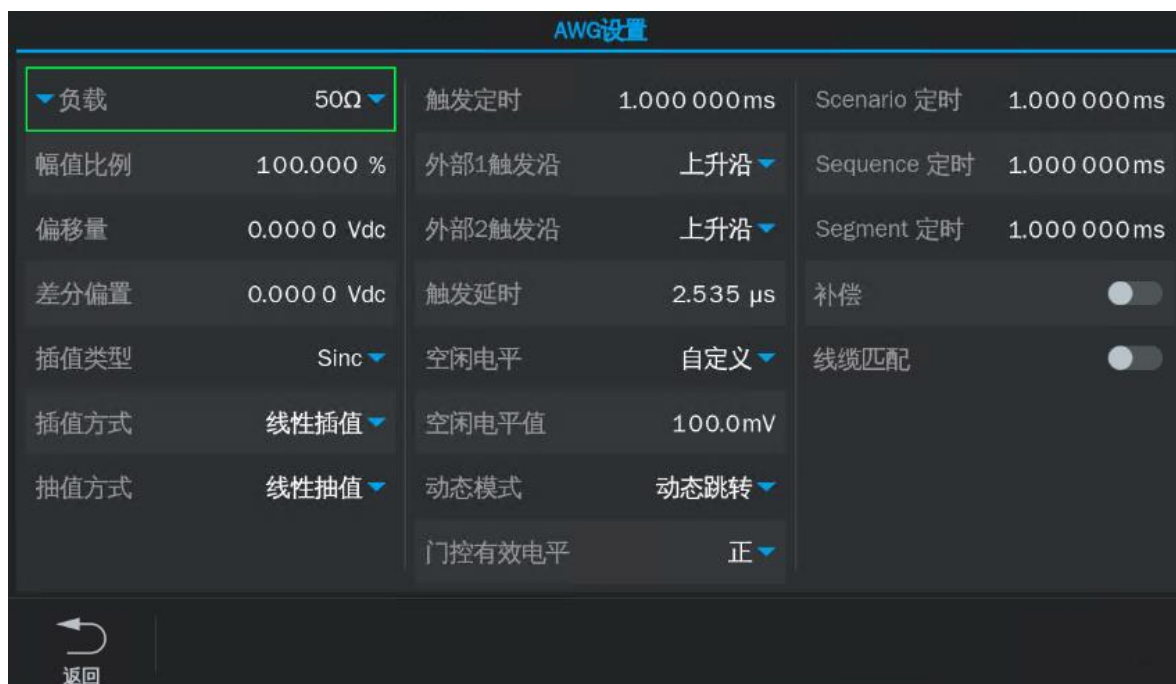 AWG设置
负载 50Ω
幅值比例 100.000 %
偏移量 0.000 0 Vdc
差分偏置 0.000 0 Vdc
插值类型 Sinc
插值方式 线性插值
抽值方式 线性抽值
触发定时 1.000 000ms
外部1触发沿 上升沿
外部2触发沿 上升沿
触发延时 2.535 μs
空闲电平 自定义
空闲电平值 100.0mV
动态模式 动态跳转
门控有效电平 正
Scenario 定时 1.000 000ms
Sequence 定时 1.000 000ms
Segment 定时 1.000 000ms
补偿
线缆匹配
返回